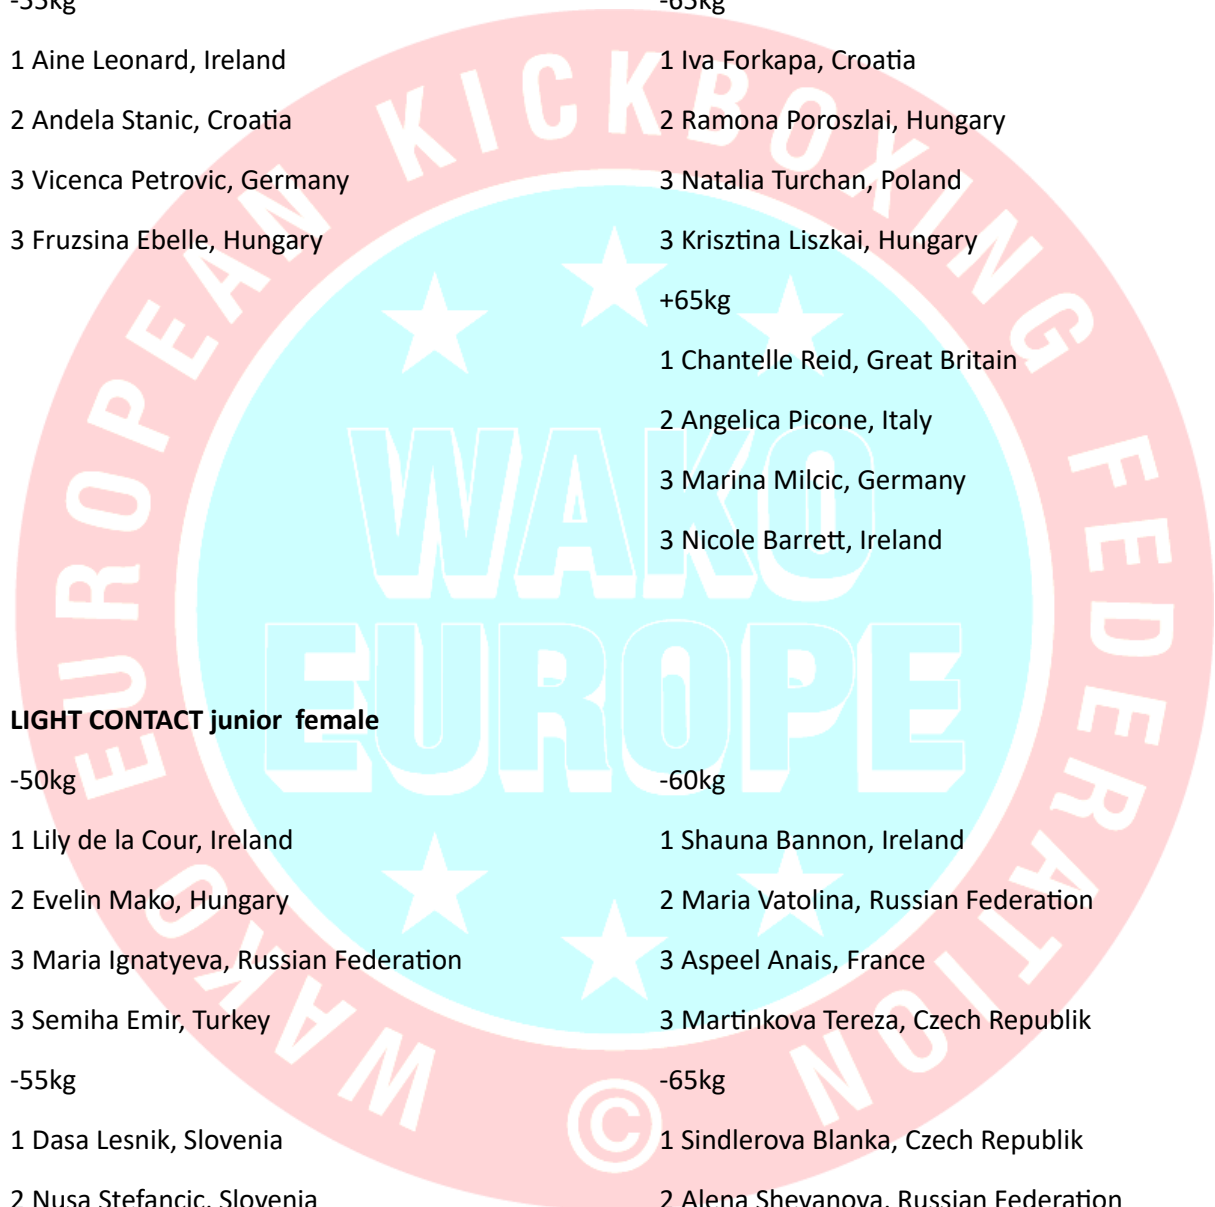 -55kg
1 Aine Leonard, Ireland
2 Andela Stanic, Croatia
3 Vicenca Petrovic, Germany
3 Fruzsina Ebelle, Hungary
-65kg
1 Iva Forkapa, Croatia
2 Ramona Poroszlai, Hungary
3 Natalia Turchan, Poland
3 Krisztina Liszkai, Hungary
+65kg
1 Chantelle Reid, Great Britain
2 Angelica Picone, Italy
3 Marina Milcic, Germany
3 Nicole Barrett, Ireland
LIGHT CONTACT junior  female
-50kg
1 Lily de la Cour, Ireland
2 Evelin Mako, Hungary
3 Maria Ignatyeva, Russian Federation
3 Semiha Emir, Turkey
-55kg
1 Dasa Lesnik, Slovenia
2 Nusa Stefancic, Slovenia
-60kg
1 Shauna Bannon, Ireland
2 Maria Vatolina, Russian Federation
3 Aspeel Anais, France
3 Martinkova Tereza, Czech Republik
-65kg
1 Sindlerova Blanka, Czech Republik
2 Alena Shevanova, Russian Federation
WAKO EUROPEAN KICKBOXING FEDERATION ©
WAKO
EUROPE